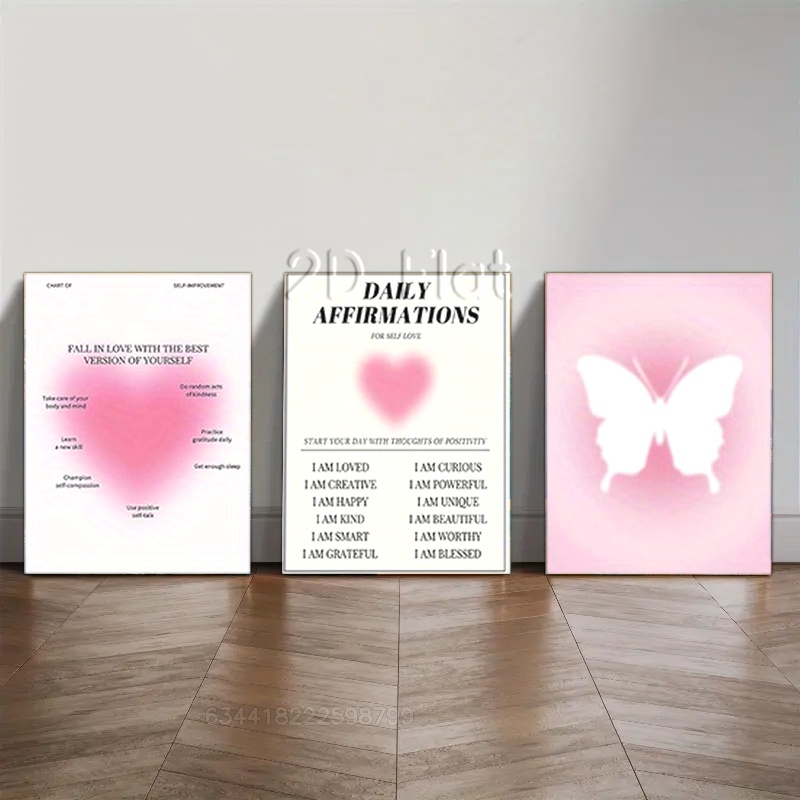 2D Flat
CHART OF
SELF-IMPROVEMENT
FALL IN LOVE WITH THE BEST
VERSION OF YOURSELF
Do random acts
of kindness
Take care of your
body and mind
Practice
gratitude daily
Learn
a new skill
Get enough sleep
Champion
self-compassion
Use positive
self-talk
DAILY
AFFIRMATIONS
FOR SELF LOVE
START YOUR DAY WITH THOUGHTS OF POSITIVITY
I AM LOVED
I AM CREATIVE
I AM HAPPY
I AM KIND
I AM SMART
I AM GRATEFUL
I AM CURIOUS
I AM POWERFUL
I AM UNIQUE
I AM BEAUTIFUL
I AM WORTHY
I AM BLESSED
634418222598799